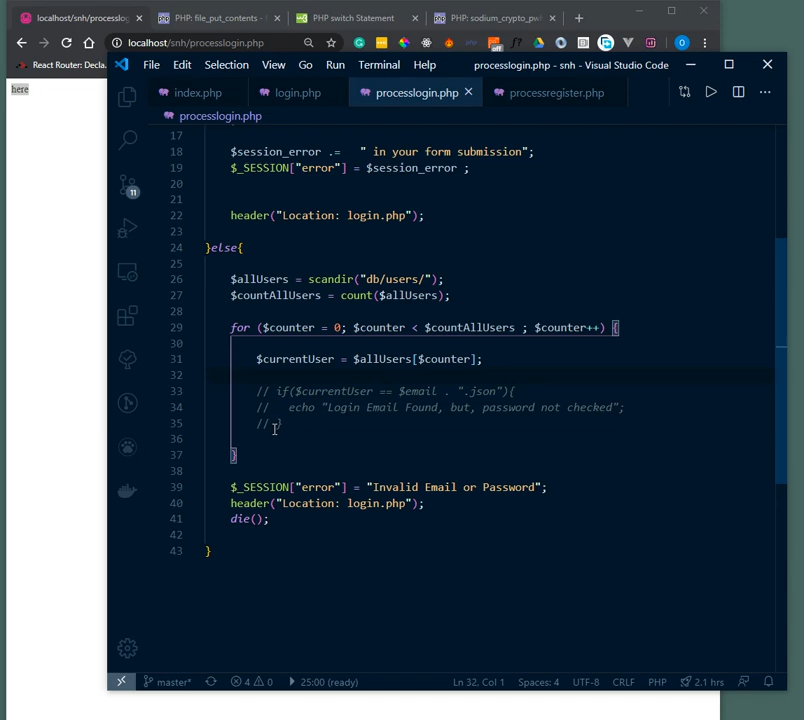 localhost/snh/processlog
PHP: file_put_contents -
PHP switch Statement
PHP: sodium_crypto_pw
localhost/snh/processlogin.php
off
React Router: Decla..
here
File Edit Selection View Go Run Terminal Help
processlogin.php - snh - Visual Studio Code
index.php
login.php
processlogin.php
processregister.php
processlogin.php
17
18 $session_error .= " in your form submission";
19 $_SESSION["error"] = $session_error ;
20
21
22 header("Location: login.php");
23
24 }else{
25
26 $allUsers = scandir("db/users/");
27 $countAllUsers = count($allUsers);
28
29 for ($counter = 0; $counter < $countAllUsers ; $counter++) {
30
31 $currentUser = $allUsers[$counter];
32
33 // if($currentUser == $email . ".json"){
34 // echo "Login Email Found, but, password not checked";
35 // }
36
37 }
38
39 $_SESSION["error"] = "Invalid Email or Password";
40 header("Location: login.php");
41 die();
42
43 }
11
master*
4
0
25:00 (ready)
Ln 32, Col 1
Spaces: 4
UTF-8
CRLF
PHP
2.1 hrs